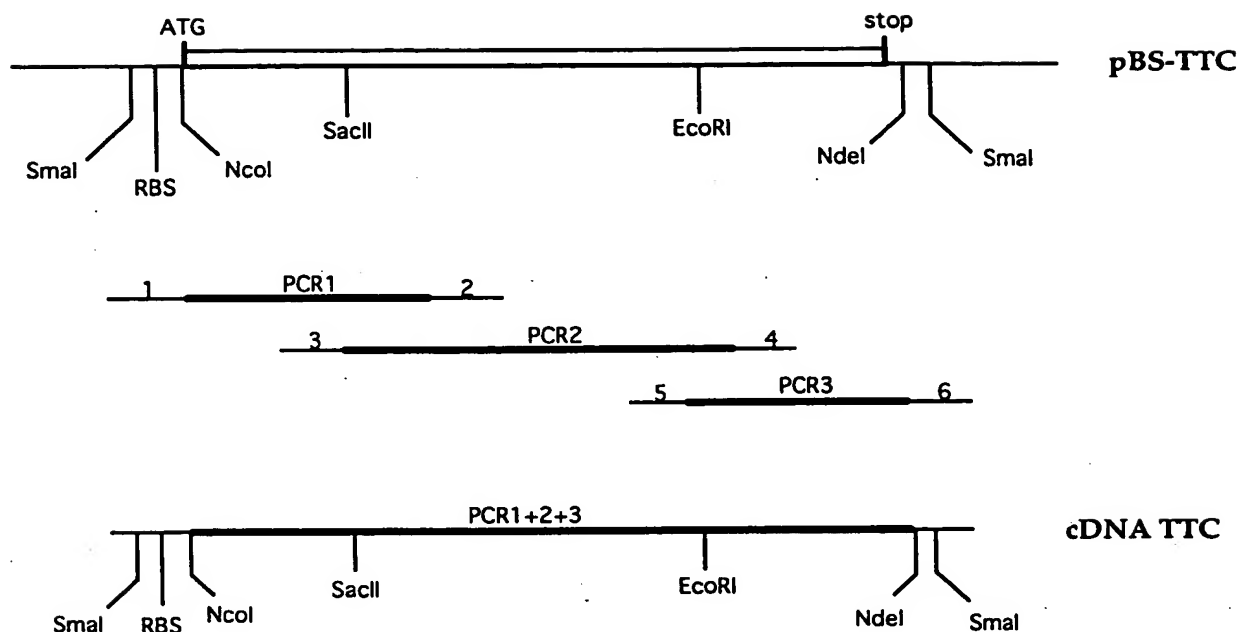 ATG stop
pBS-TTC
SacII EcoRI
SmaI RBS NcoI NdeI SmaI
1 PCR1 2
3 PCR2 4
5 PCR3 6
PCR1+2+3
cDNA TTC
SacII EcoRI
SmaI RBS NcoI NdeI SmaI